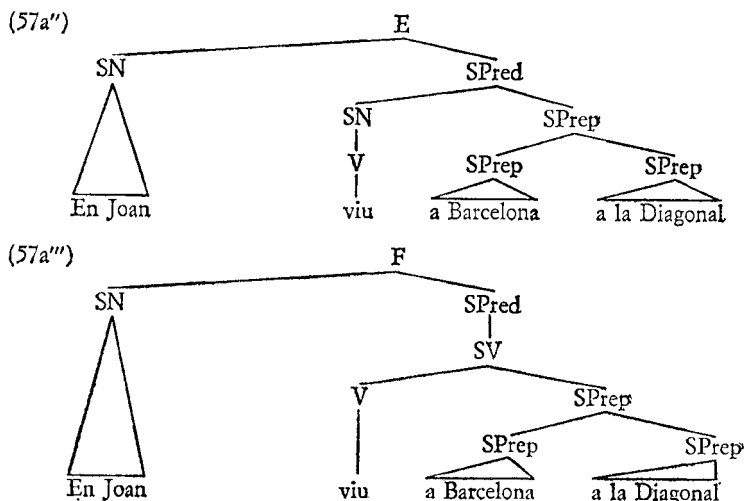 (57a″) E
SN SPred
SN SPrep
V SPrep SPrep
En Joan viu a Barcelona a la Diagonal
(57a‴) F
SN SPred
SV
V SPrep
SPrep SPrep
En Joan viu a Barcelona a la Diagonal